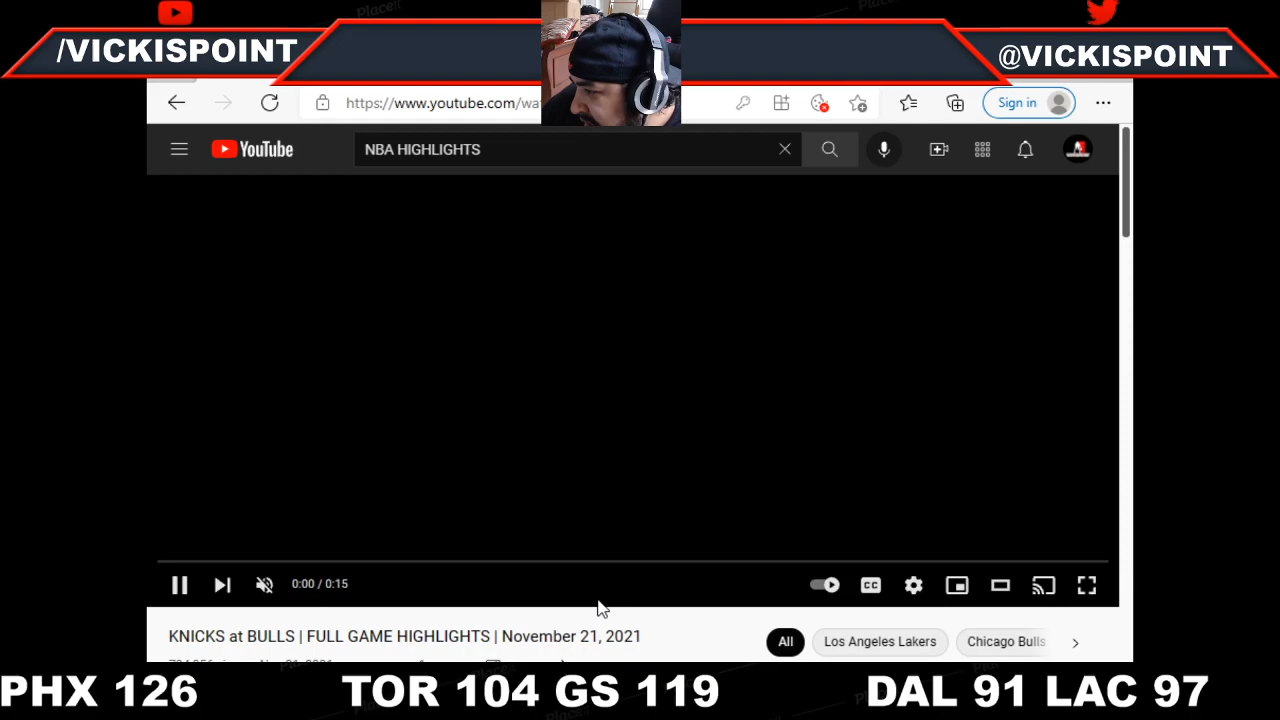 /VICKISPOINT
@VICKISPOINT
https://www.youtube.com/wa
Sign in
YouTube
NBA HIGHLIGHTS
0:00 / 0:15
CC
KNICKS at BULLS | FULL GAME HIGHLIGHTS | November 21, 2021
All
Los Angeles Lakers
Chicago Bulls
PHX 126 TOR 104 GS 119 DAL 91 LAC 97